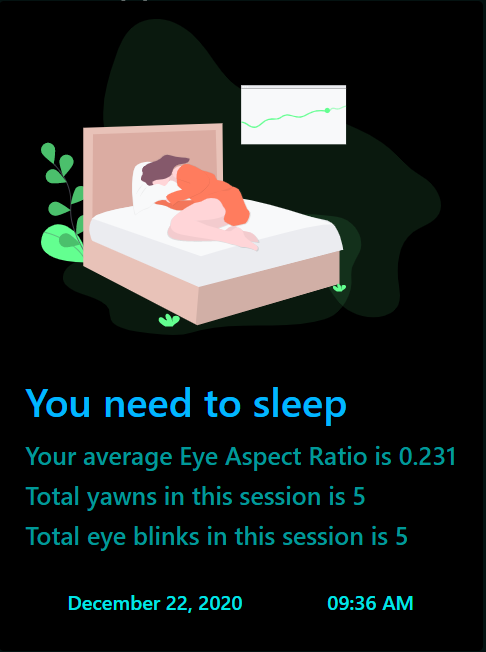 You need to sleep
Your average Eye Aspect Ratio is 0.231
Total yawns in this session is 5
Total eye blinks in this session is 5
December 22, 2020 09:36 AM